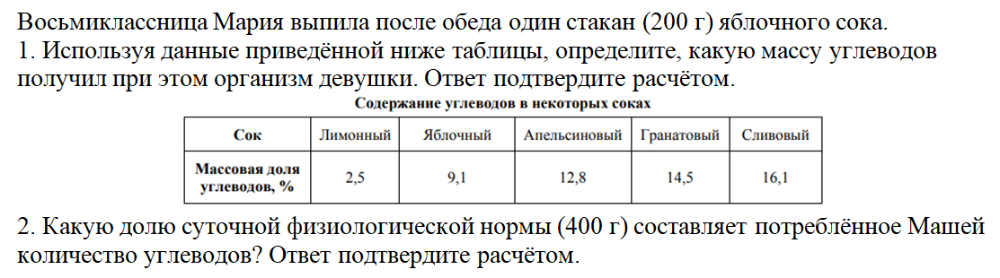 Восьмиклассница Мария выпила после обеда один стакан (200 г) яблочного сока.
1. Используя данные приведённой ниже таблицы, определите, какую массу углеводов
получил при этом организм девушки. Ответ подтвердите расчётом.
Содержание углеводов в некоторых соках
Сок Лимонный Яблочный Апельсиновый Гранатовый Сливовый
Массовая доля
углеводов, % 2,5 9,1 12,8 14,5 16,1
2. Какую долю суточной физиологической нормы (400 г) составляет потреблённое Машей
количество углеводов? Ответ подтвердите расчётом.